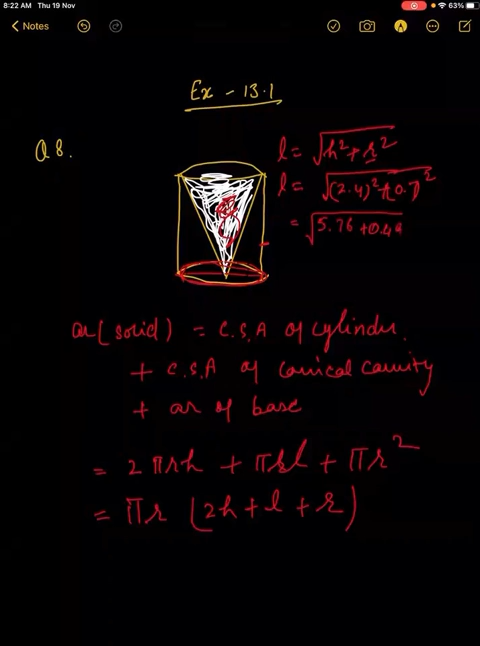 8:22 AM Thu 19 Nov
63%
Notes
Ex - 13.1
Q 8.
l = √h² + r²
l = √(2.4)² + (0.7)²
= √5.76 + 0.49
ar (solid) = C.S.A of cylinder.
+ C.S.A of conical cavity
+ ar of base
= 2πrh + πrl + πr²
= πr (2h + l + r)